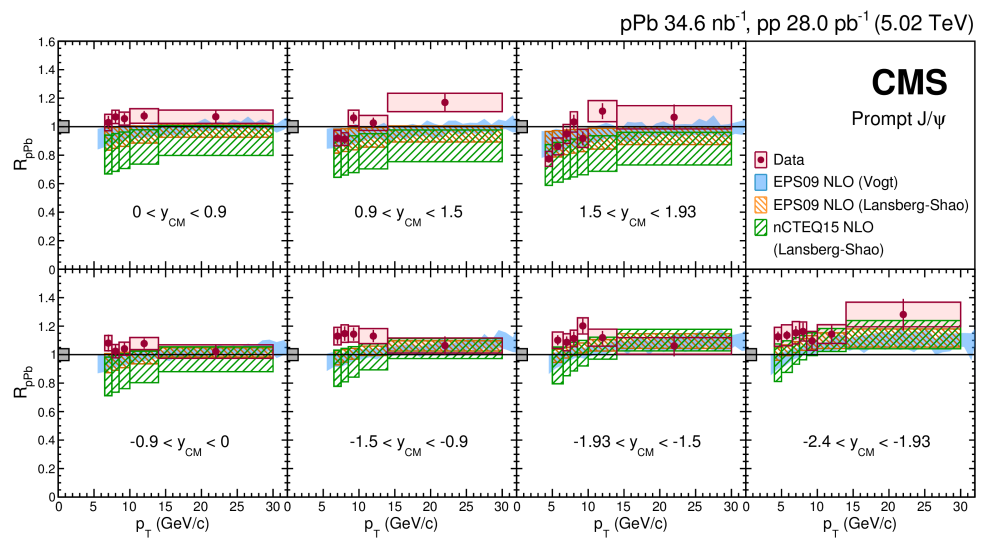 pPb 34.6 nb⁻¹, pp 28.0 pb⁻¹ (5.02 TeV)
1.6
1.4
1.2
1
0.8
0.6
0.4
0.2
0
R_pPb
0 < y_CM < 0.9
0.9 < y_CM < 1.5
1.5 < y_CM < 1.93
CMS
Prompt J/ψ
Data
EPS09 NLO (Vogt)
EPS09 NLO (Lansberg-Shao)
nCTEQ15 NLO
(Lansberg-Shao)
1.4
1.2
1
0.8
0.6
0.4
0.2
0
R_pPb
-0.9 < y_CM < 0
-1.5 < y_CM < -0.9
-1.93 < y_CM < -1.5
-2.4 < y_CM < -1.93
0 5 10 15 20 25 30 0 5 10 15 20 25 30 0 5 10 15 20 25 30 0 5 10 15 20 25 30
p_T (GeV/c) p_T (GeV/c) p_T (GeV/c) p_T (GeV/c)